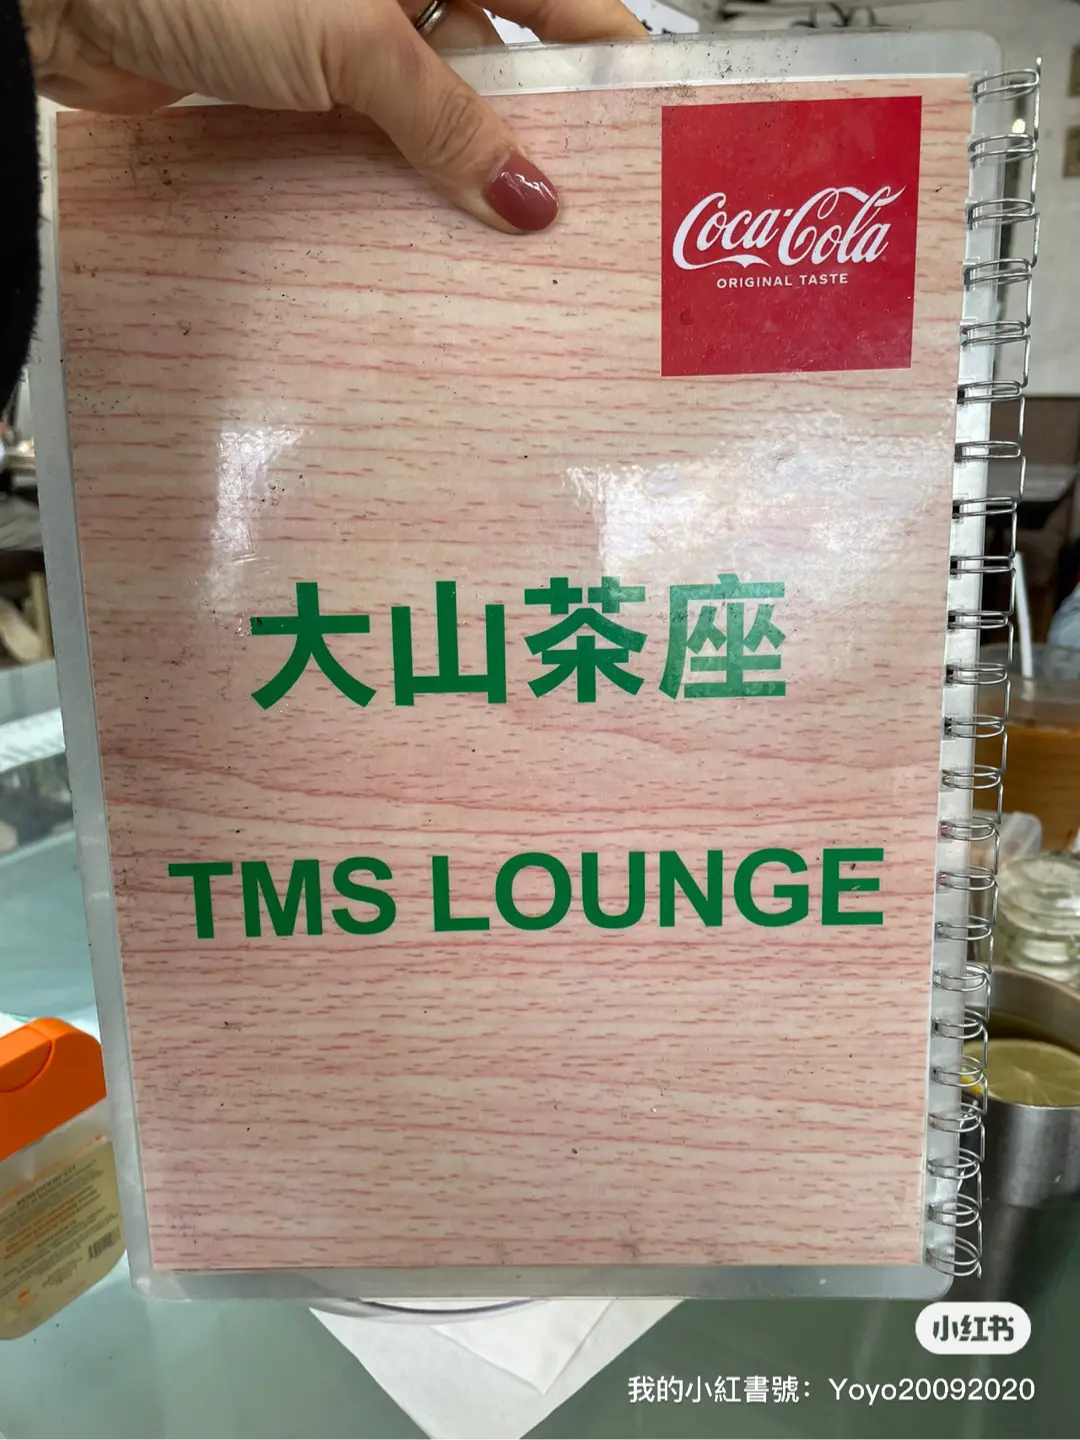 Coca-Cola
ORIGINAL TASTE
大山茶座
TMS LOUNGE
小红书
我的小紅書號：Yoyo20092020